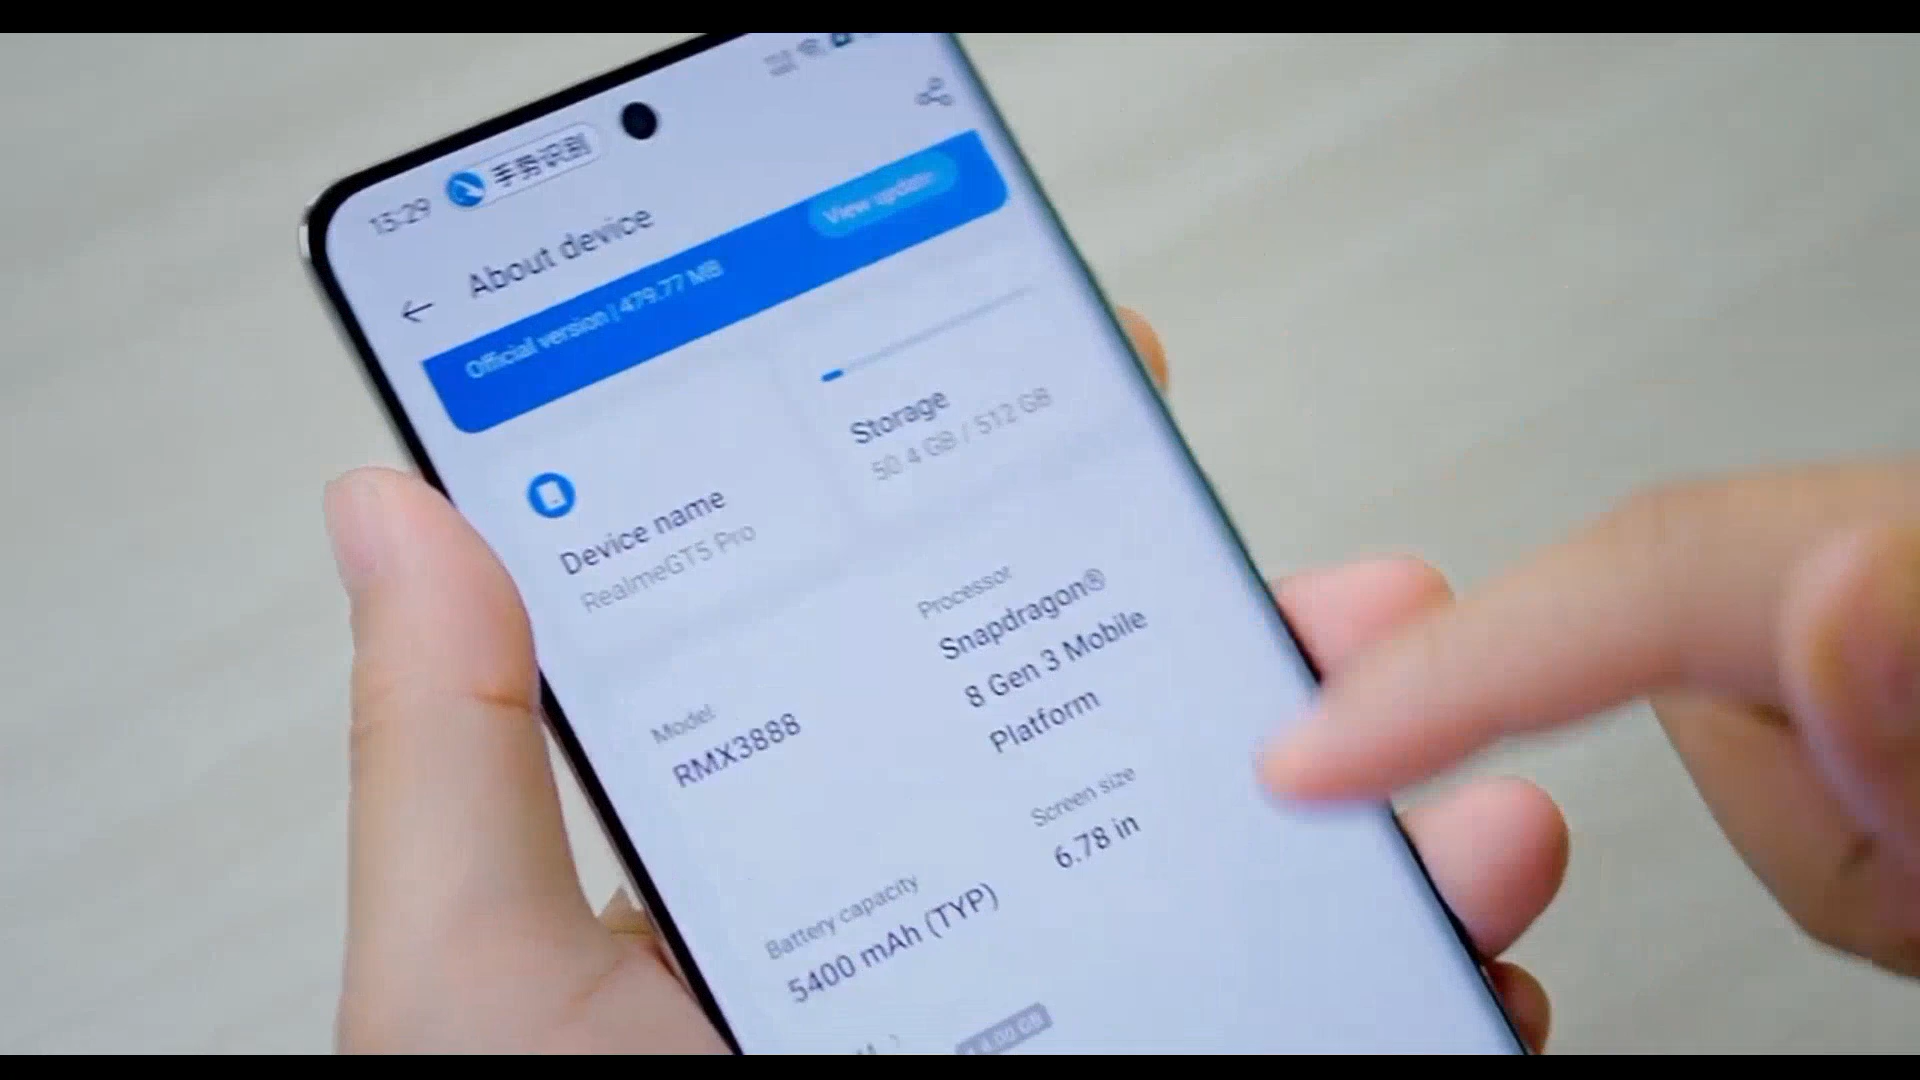 15:29
手势识别
About device
View update
Official version | 479.77 MB
Storage
50.4 GB / 512 GB
Device name
RealmeGT5 Pro
Processor
Snapdragon®
8 Gen 3 Mobile
Platform
Model
RMX3888
Screen size
6.78 in
Battery capacity
5400 mAh (TYP)